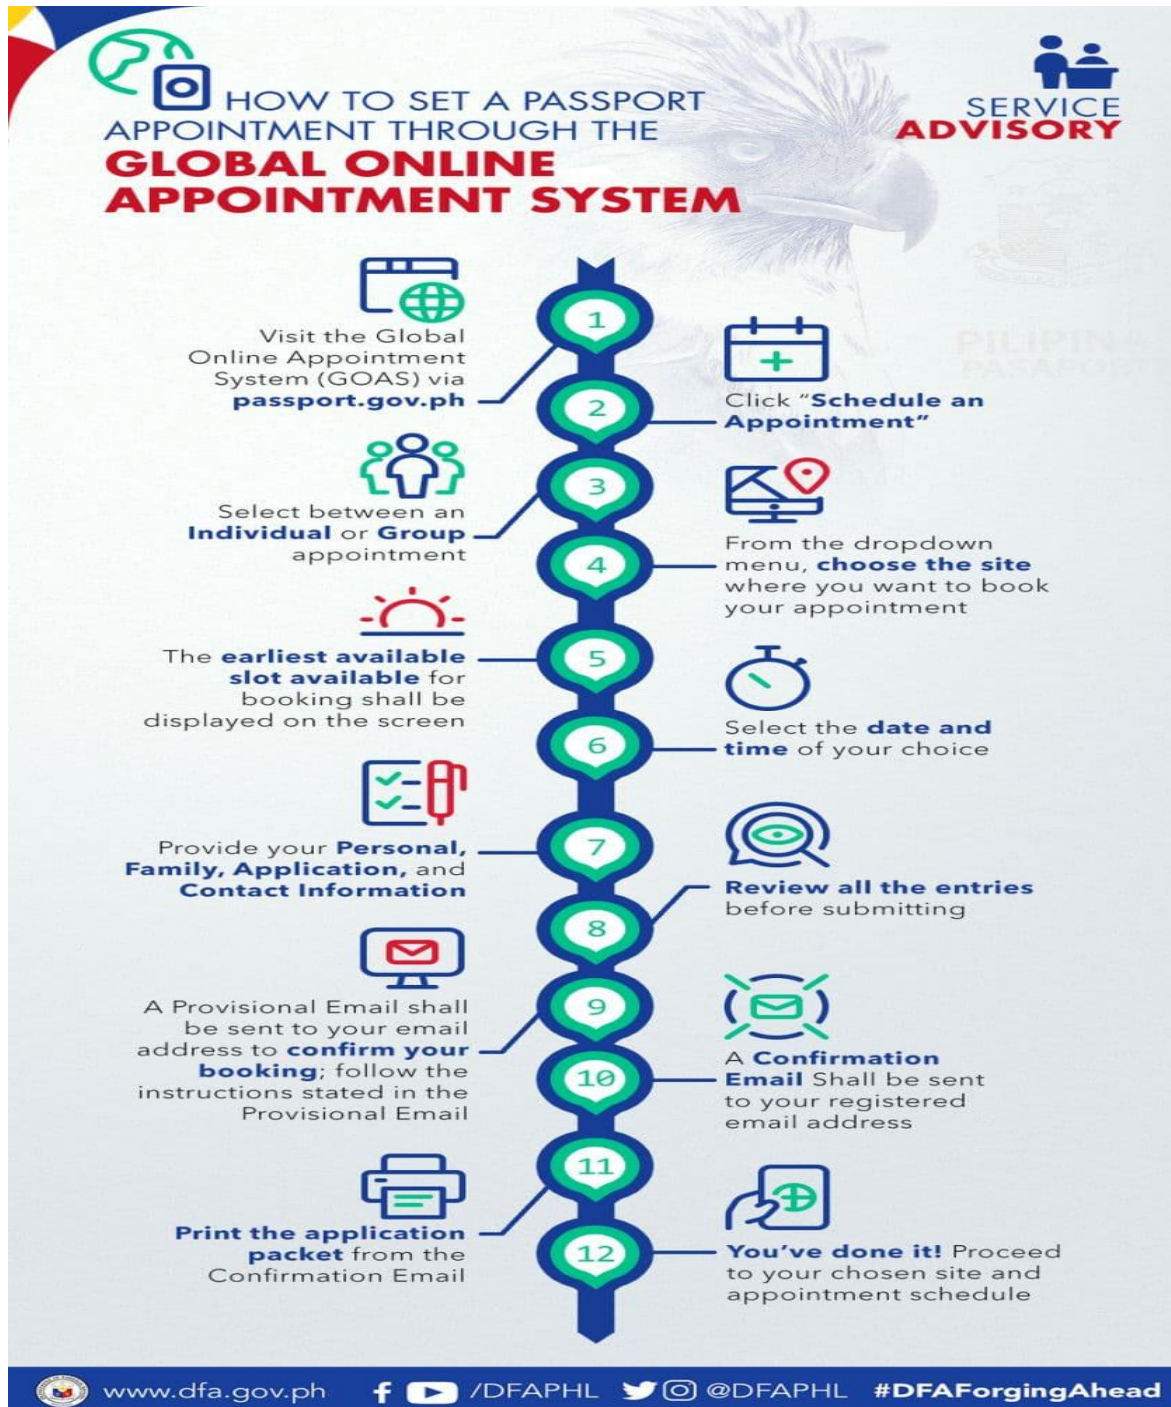 HOW TO SET A PASSPORT
APPOINTMENT THROUGH THE
GLOBAL ONLINE
APPOINTMENT SYSTEM
SERVICE
ADVISORY
PILIPINAS
PASAPORTE
1
Visit the Global
Online Appointment
System (GOAS) via
passport.gov.ph
2
Click “Schedule an
Appointment”
3
Select between an
Individual or Group
appointment
4
From the dropdown
menu, choose the site
where you want to book
your appointment
5
The earliest available
slot available for
booking shall be
displayed on the screen
6
Select the date and
time of your choice
7
Provide your Personal,
Family, Application, and
Contact Information
8
Review all the entries
before submitting
9
A Provisional Email shall
be sent to your email
address to confirm your
booking; follow the
instructions stated in the
Provisional Email
10
A Confirmation
Email Shall be sent
to your registered
email address
11
Print the application
packet from the
Confirmation Email
12
You’ve done it! Proceed
to your chosen site and
appointment schedule
www.dfa.gov.ph f /DFAPHL @DFAPHL #DFAForgingAhead